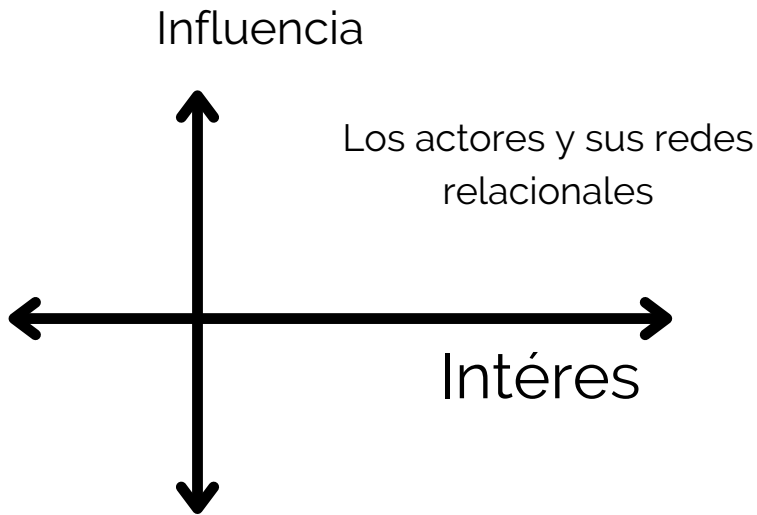 Influencia
Los actores y sus redes
relacionales
Intéres